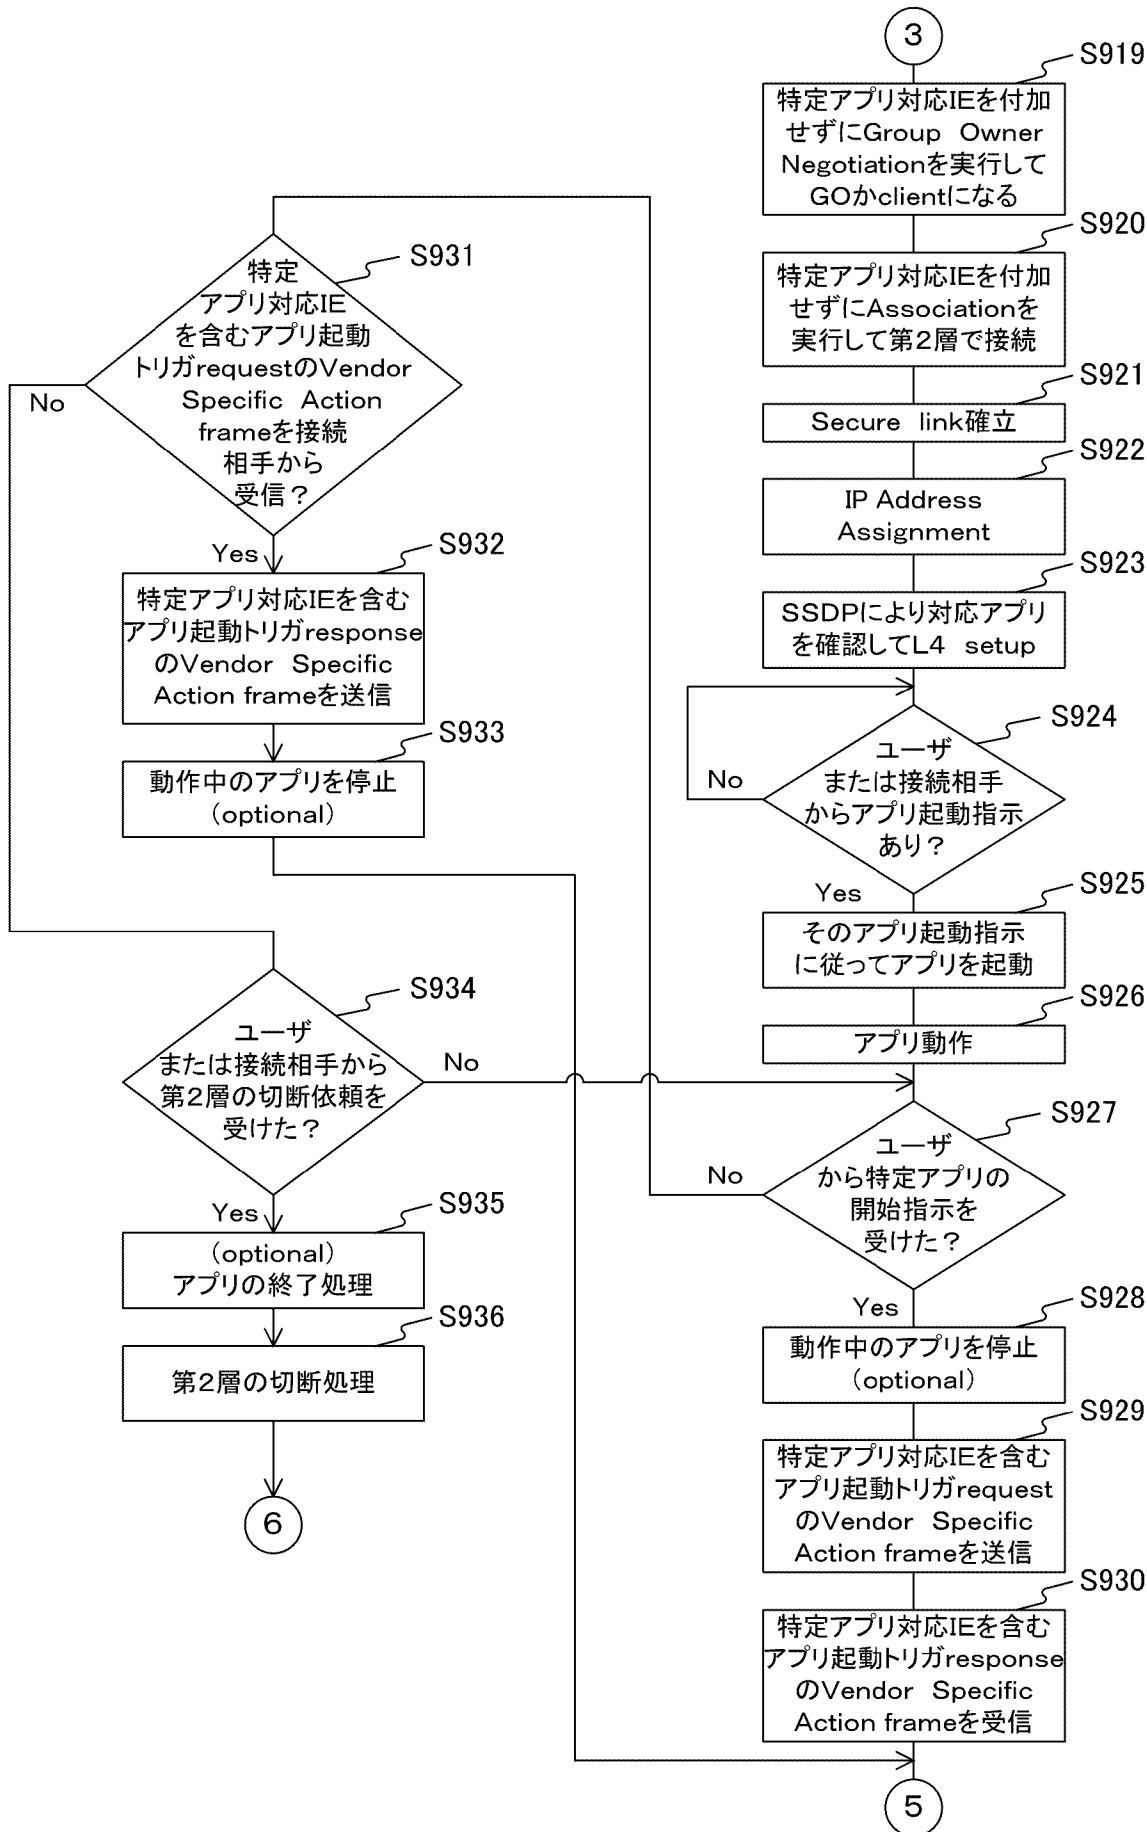 3
S919
特定アプリ対応IEを付加
せずにGroup Owner
Negotiationを実行して
GOかclientになる
S920
特定アプリ対応IEを付加
せずにAssociationを
実行して第2層で接続
S921
Secure link確立
S922
IP Address
Assignment
S923
SSDPにより対応アプリ
を確認してL4 setup
S924
ユーザ
または接続相手
からアプリ起動指示
あり？
No
Yes
S925
そのアプリ起動指示
に従ってアプリを起動
S926
アプリ動作
S927
ユーザ
から特定アプリの
開始指示を
受けた？
No
Yes
S928
動作中のアプリを停止
(optional)
S929
特定アプリ対応IEを含む
アプリ起動トリガrequest
のVendor Specific
Action frameを送信
S930
特定アプリ対応IEを含む
アプリ起動トリガresponse
のVendor Specific
Action frameを受信
5
S931
特定
アプリ対応IE
を含むアプリ起動
トリガrequestのVendor
Specific Action
frameを接続
相手から
受信？
No
Yes
S932
特定アプリ対応IEを含む
アプリ起動トリガresponse
のVendor Specific
Action frameを送信
S933
動作中のアプリを停止
(optional)
S934
ユーザ
または接続相手から
第2層の切断依頼を
受けた？
No
Yes
S935
(optional)
アプリの終了処理
S936
第2層の切断処理
6